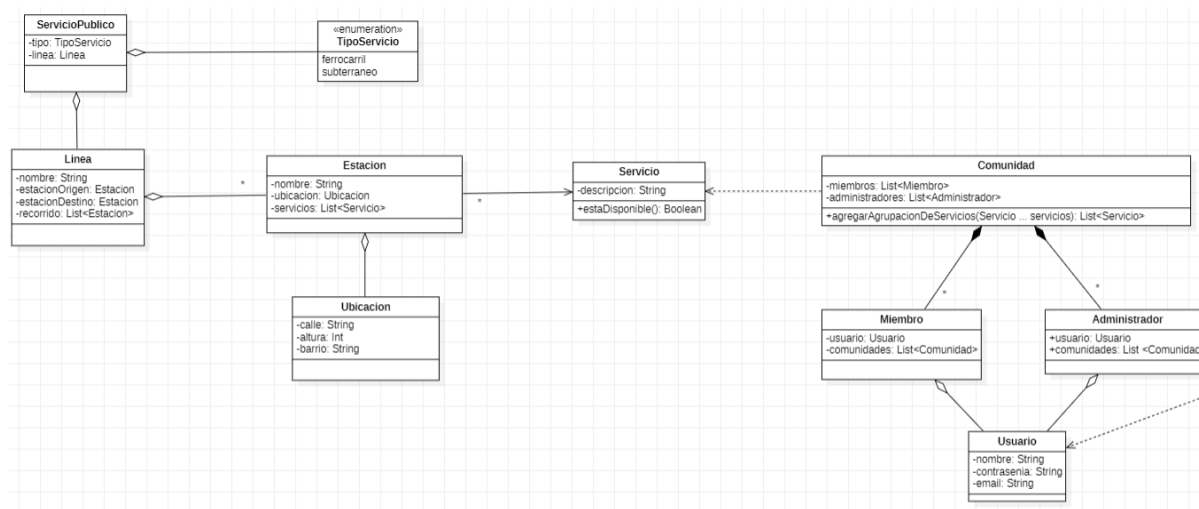 ServicioPublico
-tipo: TipoServicio
-linea: Linea
«enumeration»
TipoServicio
ferrocarril
subterraneo
Linea
-nombre: String
-estacionOrigen: Estacion
-estacionDestino: Estacion
-recorrido: List<Estacion>
*
Estacion
-nombre: String
-ubicacion: Ubicacion
-servicios: List<Servicio>
*
Servicio
-descripcion: String
+estaDisponible(): Boolean
Comunidad
-miembros: List<Miembro>
-administradores: List<Administrador>
+agregarAgrupacionDeServicios(Servicio ... servicios): List<Servicio>
Ubicacion
-calle: String
-altura: Int
-barrio: String
*
*
Miembro
-usuario: Usuario
-comunidades: List<Comunidad>
Administrador
+usuario: Usuario
+comunidades: List <Comunidad
Usuario
-nombre: String
-contrasenia: String
-email: String